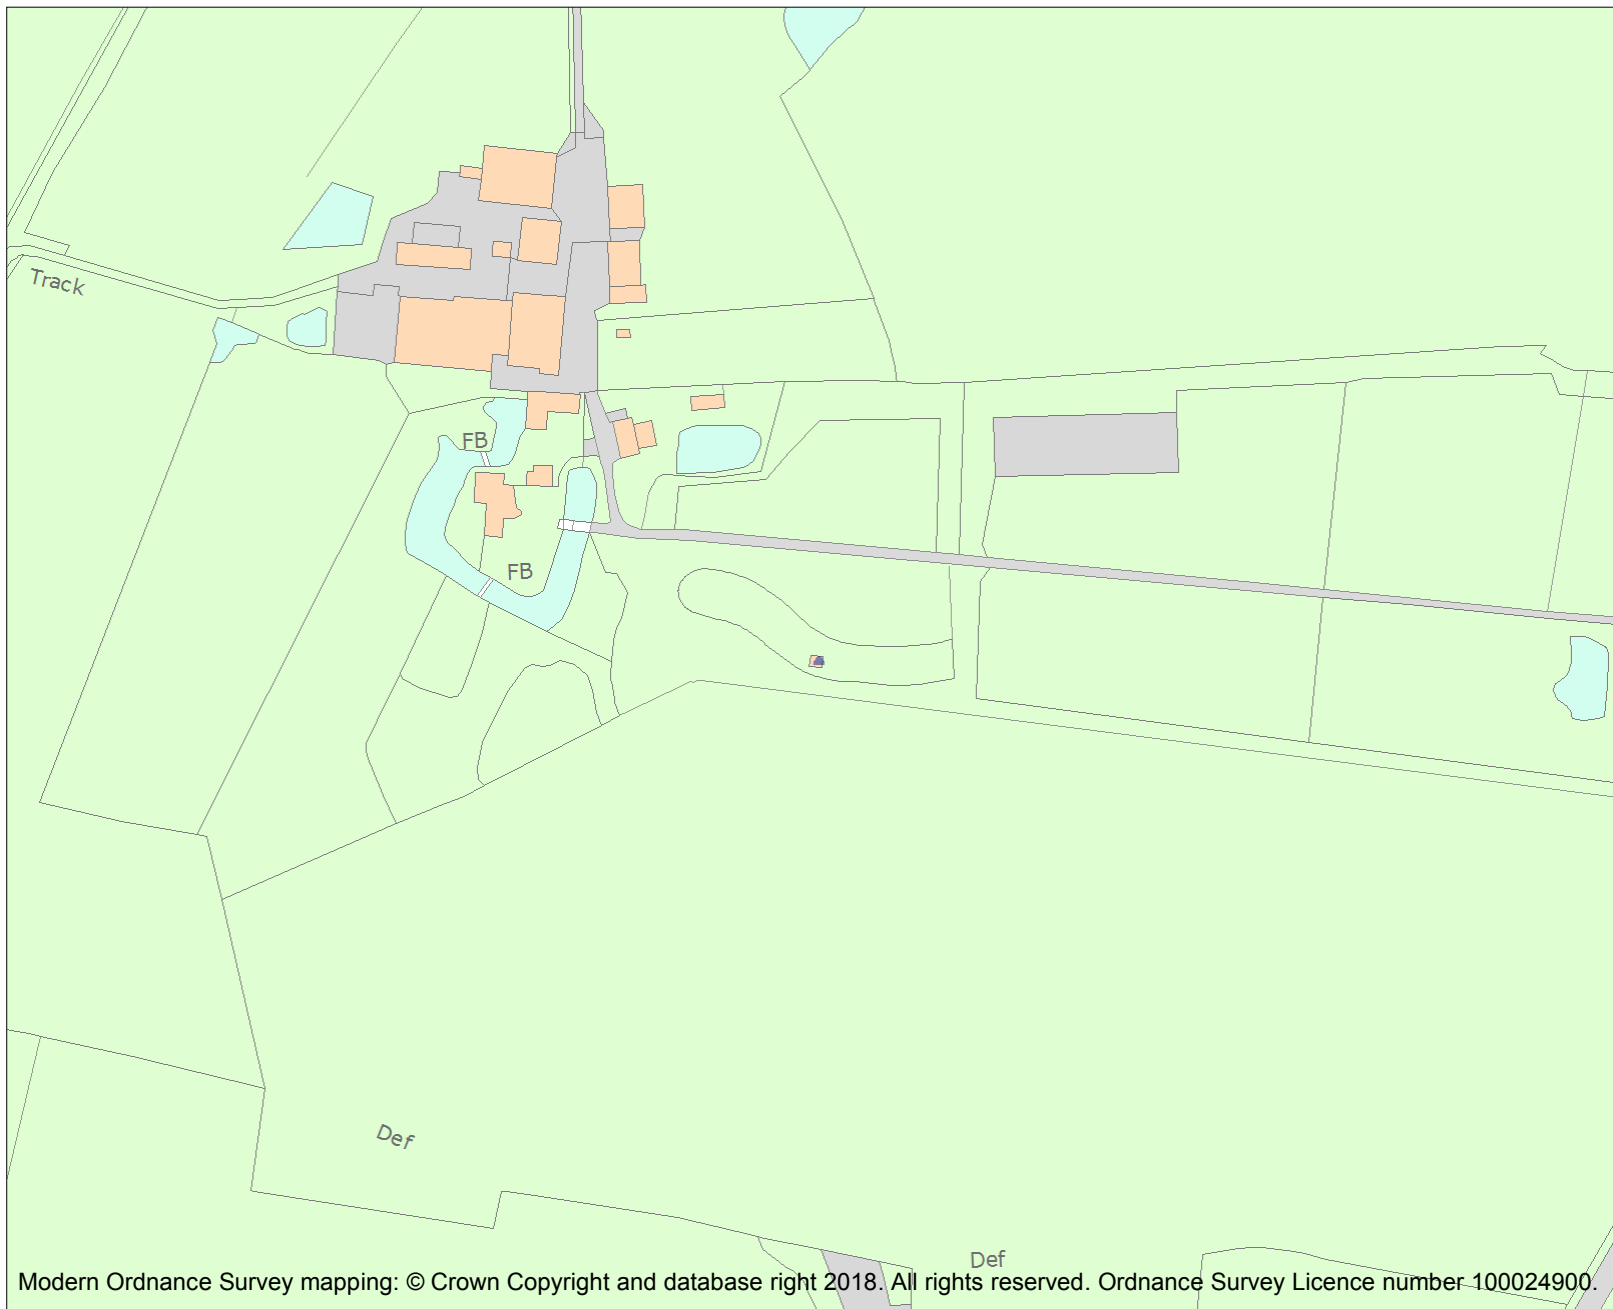 Track
FB
FB
Def
Def
Modern Ordnance Survey mapping: © Crown Copyright and database right 2018. All rights reserved. Ordnance Survey Licence number 100024900.